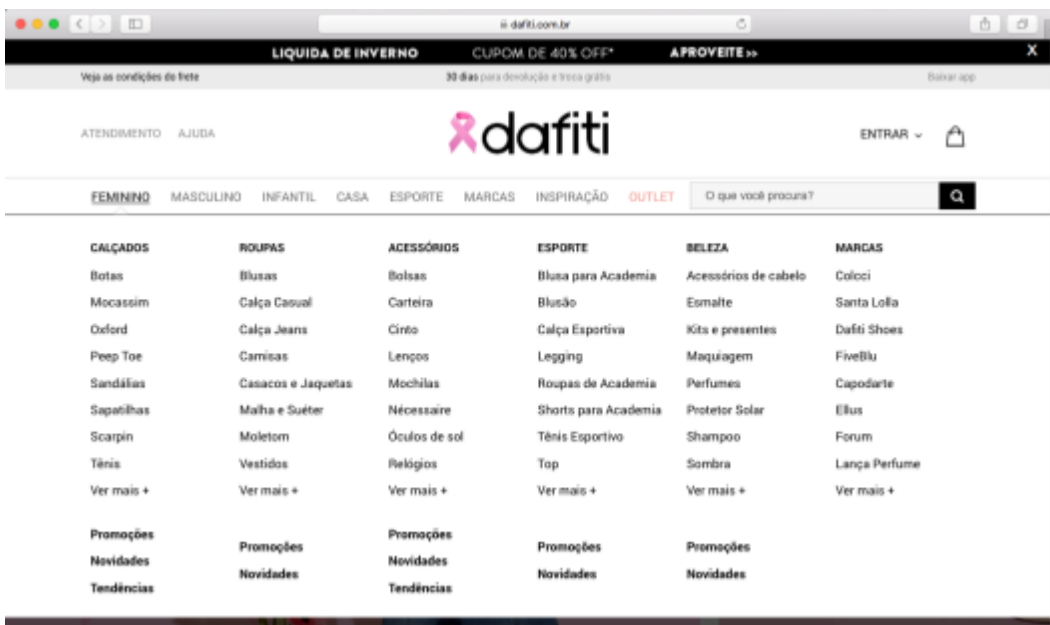 dafiti.com.br
LIQUIDA DE INVERNO CUPOM DE 40% OFF* APROVEITE >> X
Veja as condições do frete 30 dias para devolução e troca grátis Baixar app
ATENDIMENTO AJUDA dafiti ENTRAR
FEMININO MASCULINO INFANTIL CASA ESPORTE MARCAS INSPIRAÇÃO OUTLET O que você procura?
CALÇADOS ROUPAS ACESSÓRIOS ESPORTE BELEZA MARCAS
Botas Blusas Bolsas Blusa para Academia Acessórios de cabelo Colcci
Mocassim Calça Casual Carteira Blusão Esmalte Santa Lolla
Oxford Calça Jeans Cinto Calça Esportiva Kits e presentes Dafiti Shoes
Peep Toe Camisas Lenços Legging Maquiagem FiveBlu
Sandálias Casacos e Jaquetas Mochilas Roupas de Academia Perfumes Capodarte
Sapatilhas Malha e Suéter Nécessaire Shorts para Academia Protetor Solar Ellus
Scarpin Moletom Óculos de sol Tênis Esportivo Shampoo Forum
Tênis Vestidos Relógios Top Sombra Lança Perfume
Ver mais + Ver mais + Ver mais + Ver mais + Ver mais + Ver mais +
Promoções Promoções
Promoções Promoções Promoções
Novidades Novidades
Novidades Novidades Novidades
Tendências Tendências